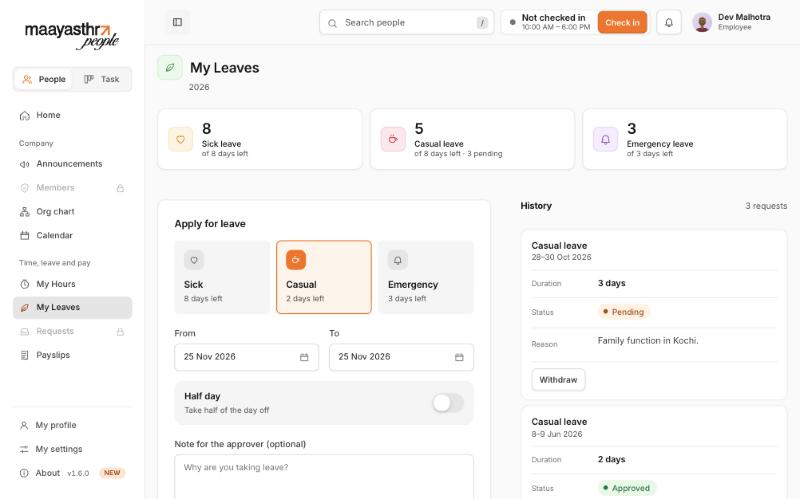 maayasthr
people
People
Task
Home
Company
Announcements
Members
Org chart
Calendar
Time, leave and pay
My Hours
My Leaves
Requests
Payslips
My profile
My settings
About v1.6.0 NEW
Search people /
Not checked in
10:00 AM – 6:00 PM
Check in
Dev Malhotra
Employee
My Leaves
2026
8
Sick leave
of 8 days left
5
Casual leave
of 8 days left · 3 pending
3
Emergency leave
of 3 days left
Apply for leave
Sick
8 days left
Casual
2 days left
Emergency
3 days left
From
To
25 Nov 2026
25 Nov 2026
Half day
Take half of the day off
Note for the approver (optional)
Why are you taking leave?
History
3 requests
Casual leave
28–30 Oct 2026
Duration 3 days
Status Pending
Reason Family function in Kochi.
Withdraw
Casual leave
8–9 Jun 2026
Duration 2 days
Status Approved